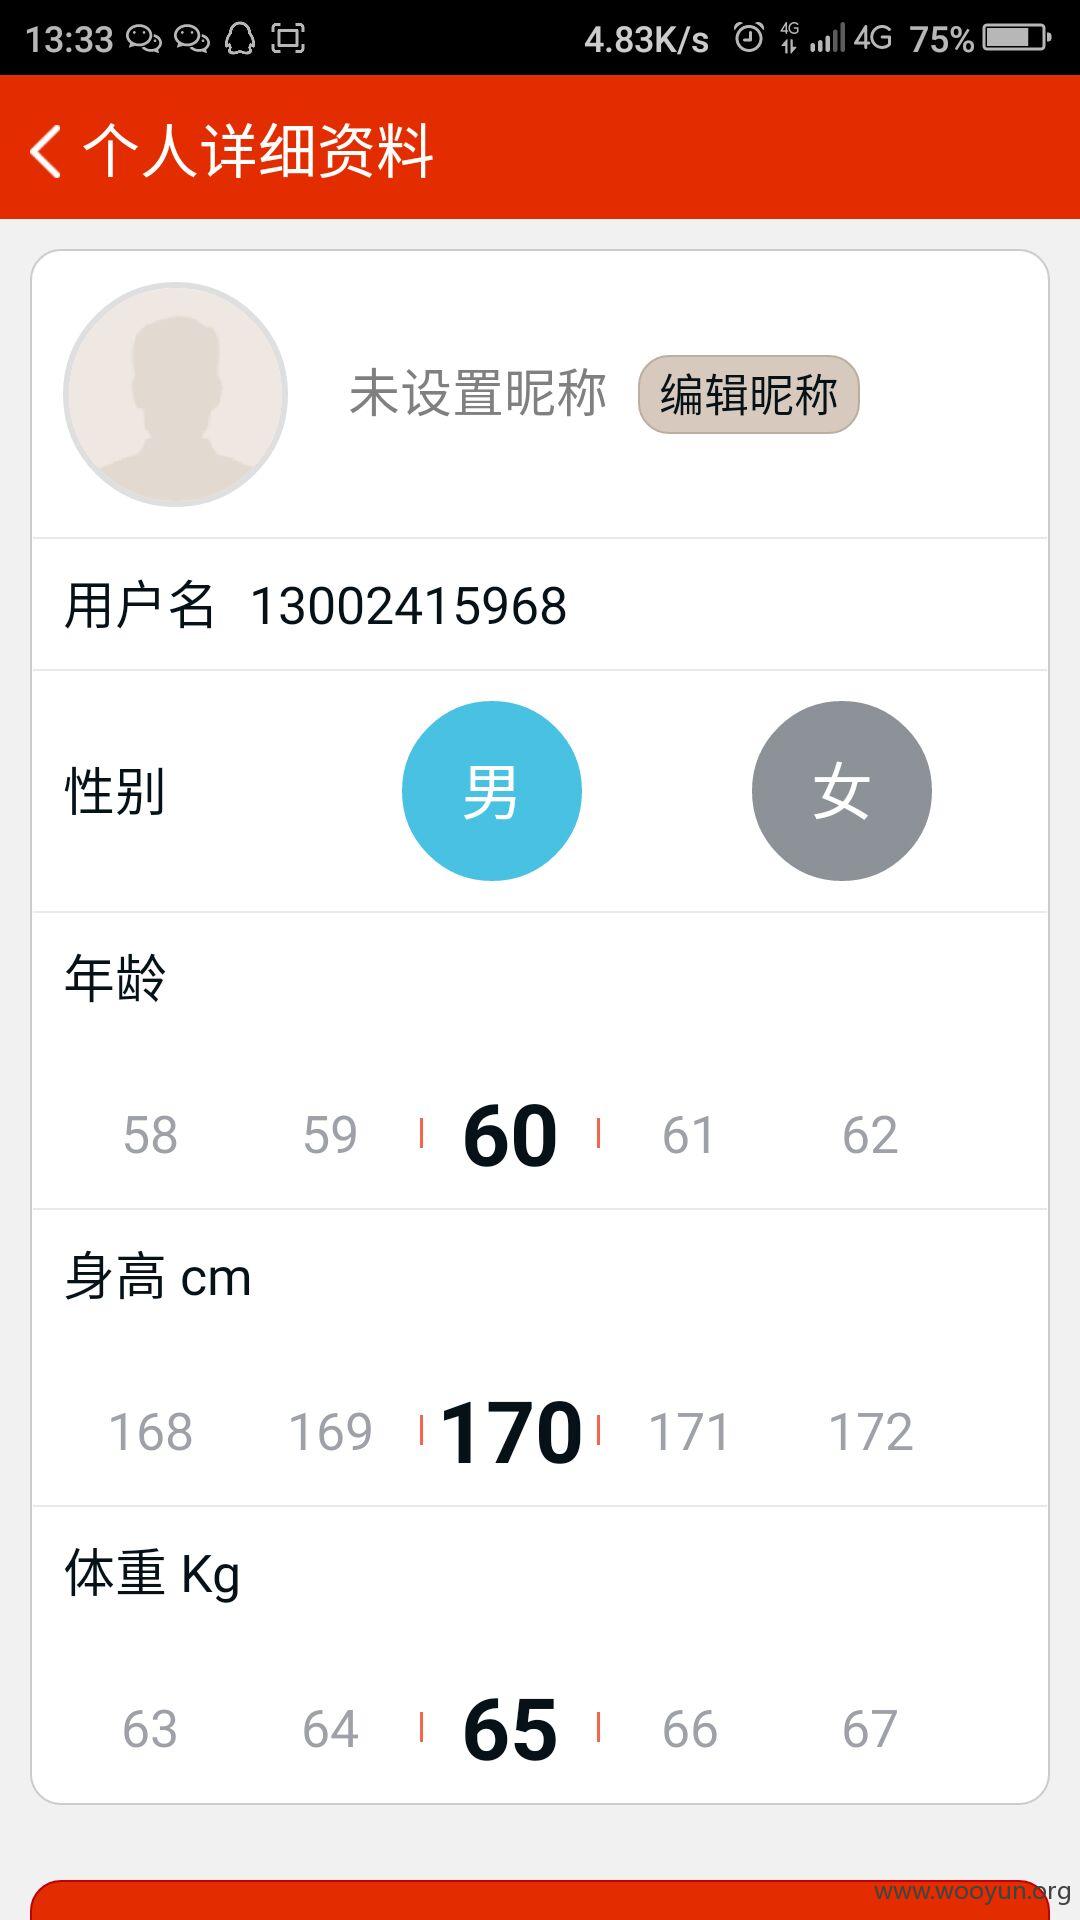 13:33 4.83K/s 4G 4G 75%
个人详细资料
未设置昵称 编辑昵称
用户名 13002415968
性别 男 女
年龄
58 59 60 61 62
身高 cm
168 169 170 171 172
体重 Kg
63 64 65 66 67
www.wooyun.org